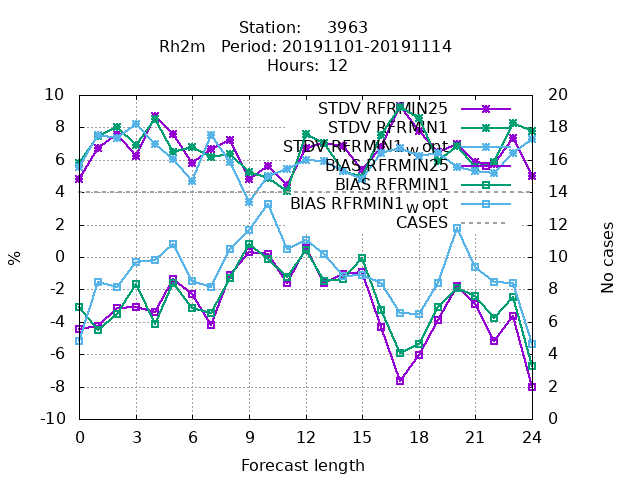 Station: 3963
Rh2m Period: 20191101-20191114
Hours: 12
STDV RFRMIN25
STDV RFRMIN1
STDV RFRMIN1_W opt
BIAS RFRMIN25
BIAS RFRMIN1
BIAS RFRMIN1_W opt
CASES
10 20
8 18
6 16
4 14
2 12
0 10
-2 8
-4 6
-6 4
-8 2
-10 0
%
No cases
0 3 6 9 12 15 18 21 24
Forecast length